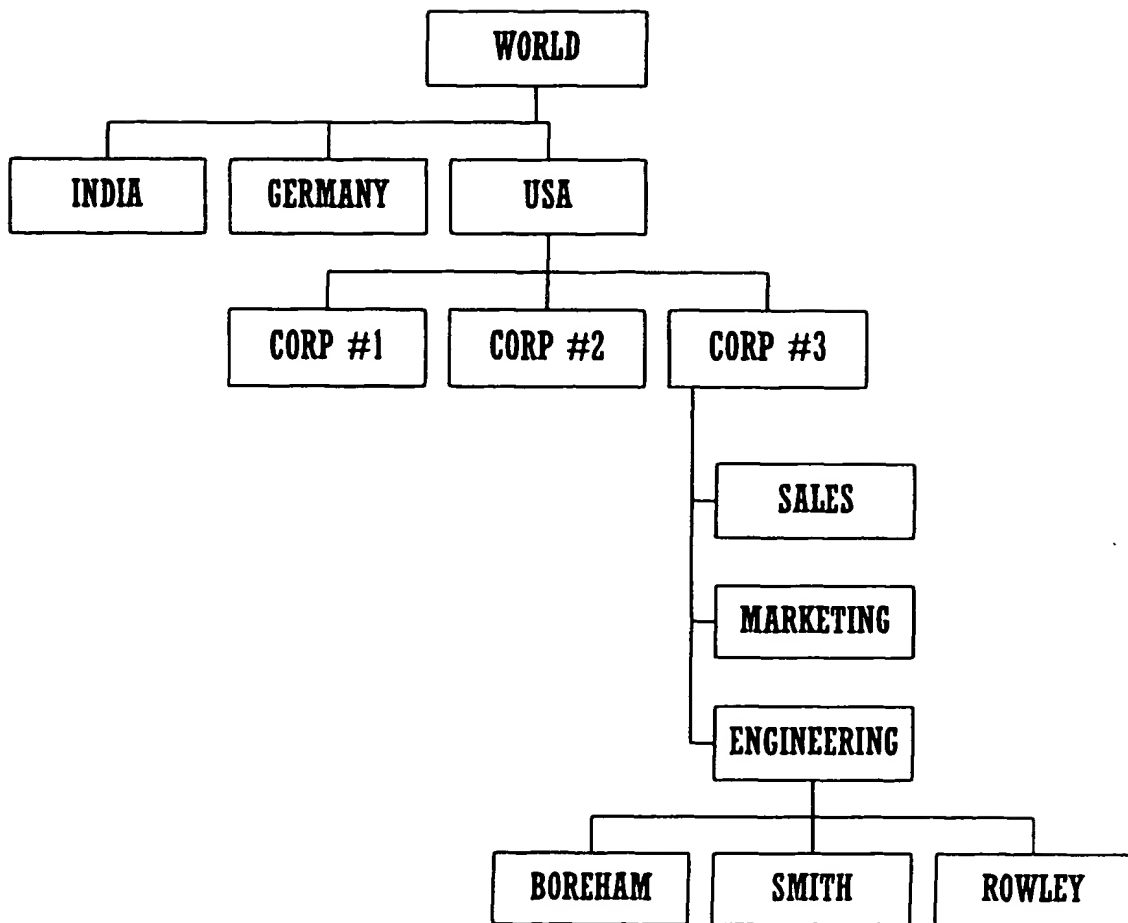 WORLD
INDIA
GERMANY
USA
CORP #1
CORP #2
CORP #3
SALES
MARKETING
ENGINEERING
BOREHAM
SMITH
ROWLEY